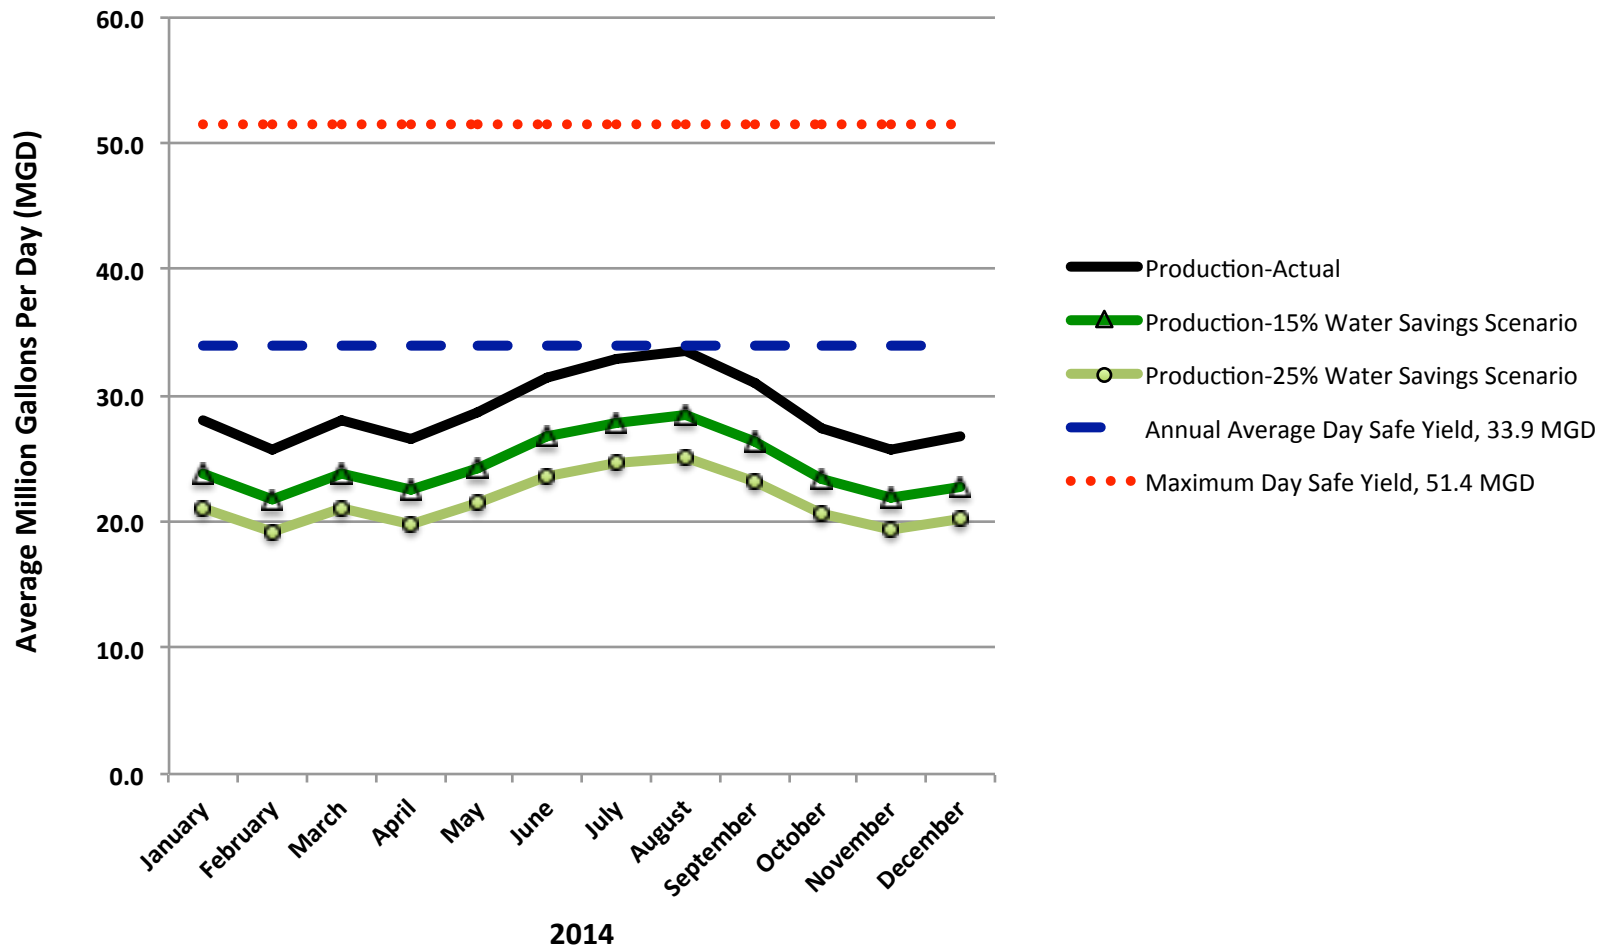 Average Million Gallons Per Day (MGD)
60.0
50.0
40.0
30.0
20.0
10.0
0.0
January
February
March
April
May
June
July
August
September
October
November
December
2014
Production-Actual
Production-15% Water Savings Scenario
Production-25% Water Savings Scenario
Annual Average Day Safe Yield, 33.9 MGD
Maximum Day Safe Yield, 51.4 MGD